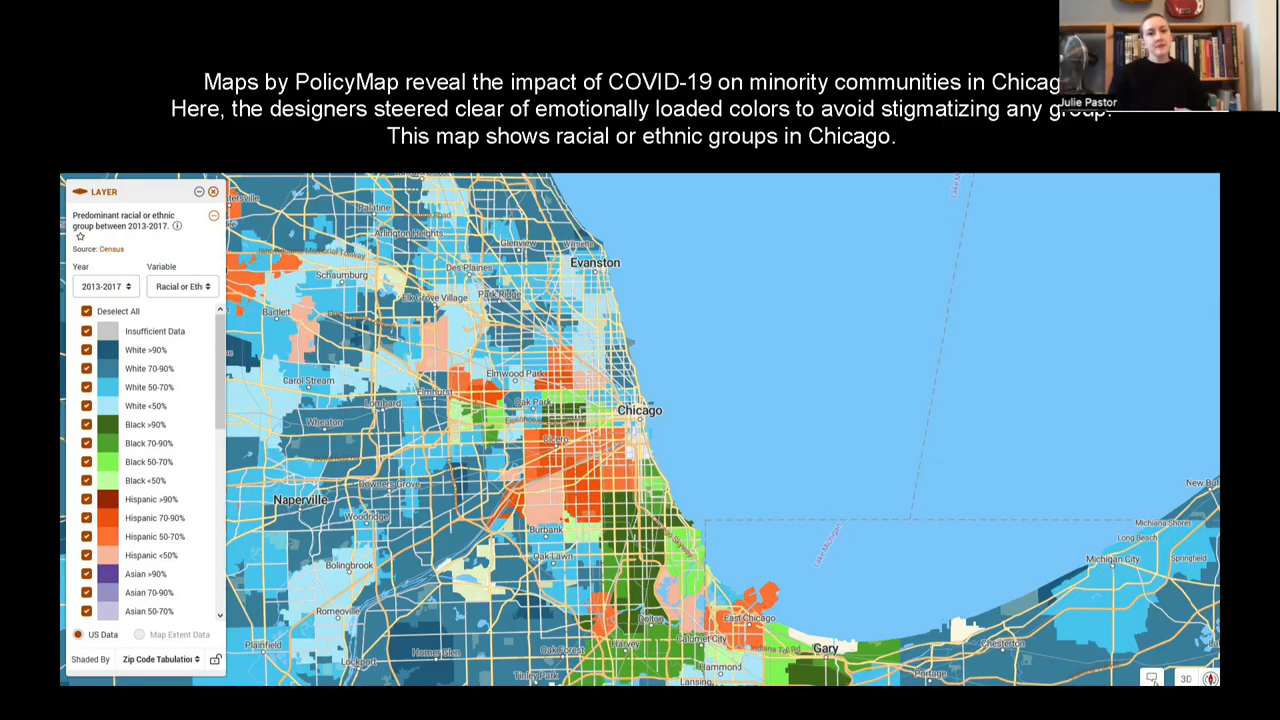 Maps by PolicyMap reveal the impact of COVID-19 on minority communities in Chicag
Here, the designers steered clear of emotionally loaded colors to avoid stigmatizing any group.
This map shows racial or ethnic groups in Chicago.
Julie Pastor
LAYER
Predominant racial or ethnic
group between 2013-2017.
Source: Census
Year Variable
2013-2017 Racial or Eth
Deselect All
Insufficient Data
White >90%
White 70-90%
White 50-70%
White <50%
Black >90%
Black 70-90%
Black 50-70%
Black <50%
Hispanic >90%
Hispanic 70-90%
Hispanic 50-70%
Hispanic <50%
Asian >90%
Asian 70-90%
Asian 50-70%
US Data Map Extent Data
Shaded By Zip Code Tabulation
Palatine
Arlington Heights
Glenview
Wilmette
Evanston
Des Plaines
Schaumburg
Park Ridge
Elk Grove Village
Bartlett
Elmwood Park
Carol Stream
Elmhurst
Oak Park
Lombard
Chicago
Wheaton
Cicero
Downers Grove
Naperville
Woodridge
Burbank
Oak Lawn
Bolingbrook
Romeoville
Dolton
East Chicago
Plainfield
Homer Glen
Oak Forest
Harvey
Calumet City
Gary
Lockport
Hammond
Tinley Park
Lansing
Indiana Toll Rd
Lake Michigan
Lake M
New Buf
Michiana Shores
Long Beach
Michigan City
Springfield
Chesterton
Portage
3D